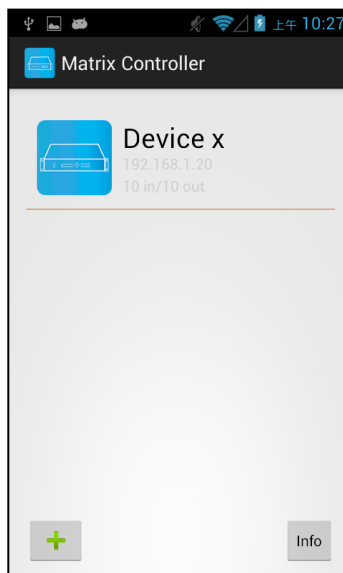 上午 10:27
Matrix Controller
Device x
192.168.1.20
10 in/10 out
Info